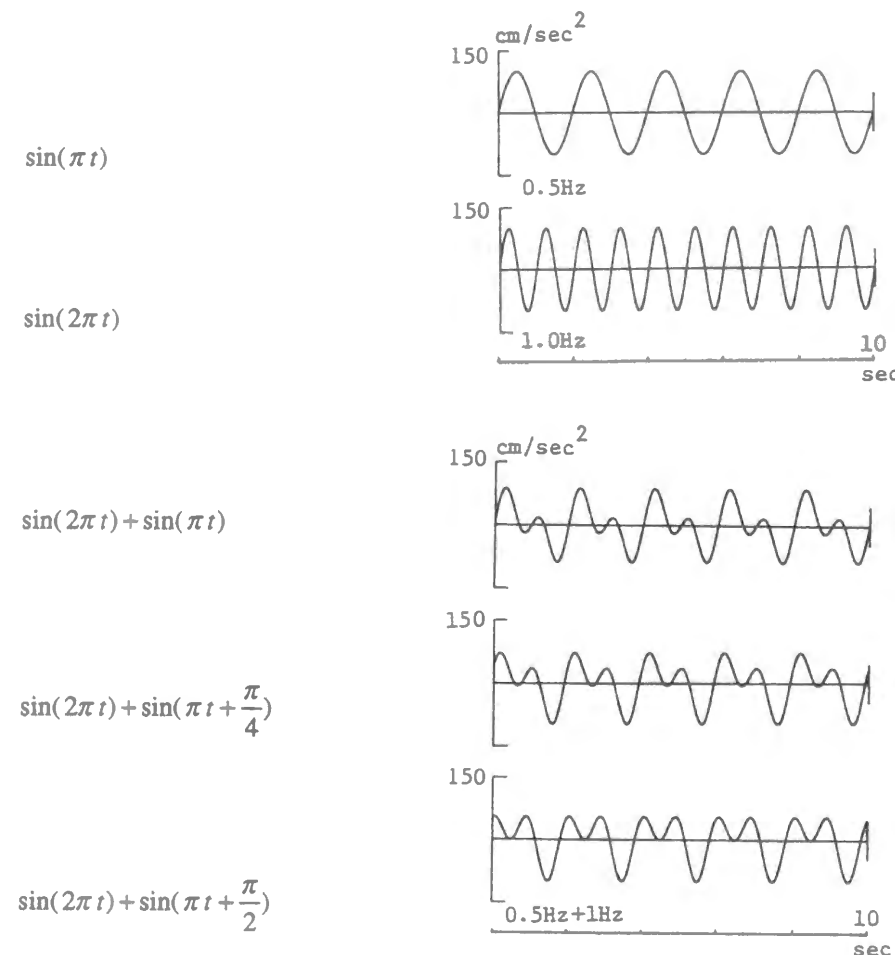 cm/sec²
150
sin(πt)
0.5Hz
150
sin(2πt)
1.0Hz
10
sec
cm/sec²
150
sin(2πt)+sin(πt)
150
sin(2πt)+sin(πt+π/4)
150
sin(2πt)+sin(πt+π/2)
0.5Hz+1Hz
10
sec